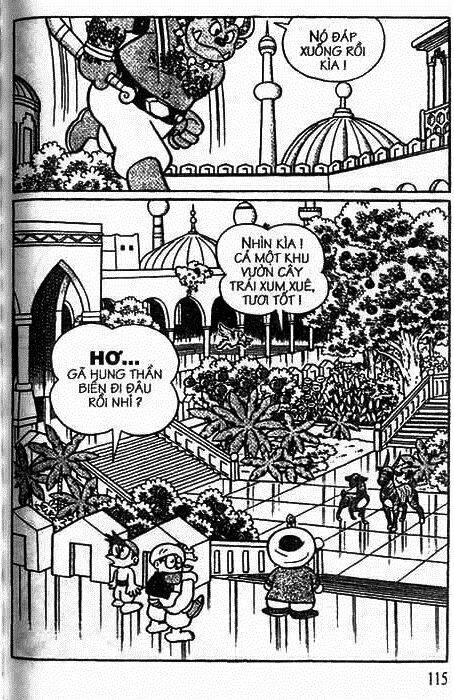 NÓ ĐÁP
XUỐNG RỒI
KÌA !
NHÌN KÌA !
CẢ MỘT KHU
VƯỜN CÂY
TRÁI XUM XUÊ,
TƯƠI TỐT !
HƠ...
GÃ HUNG THẦN
BIẾN ĐI ĐÂU
RỒI NHỈ ?
115